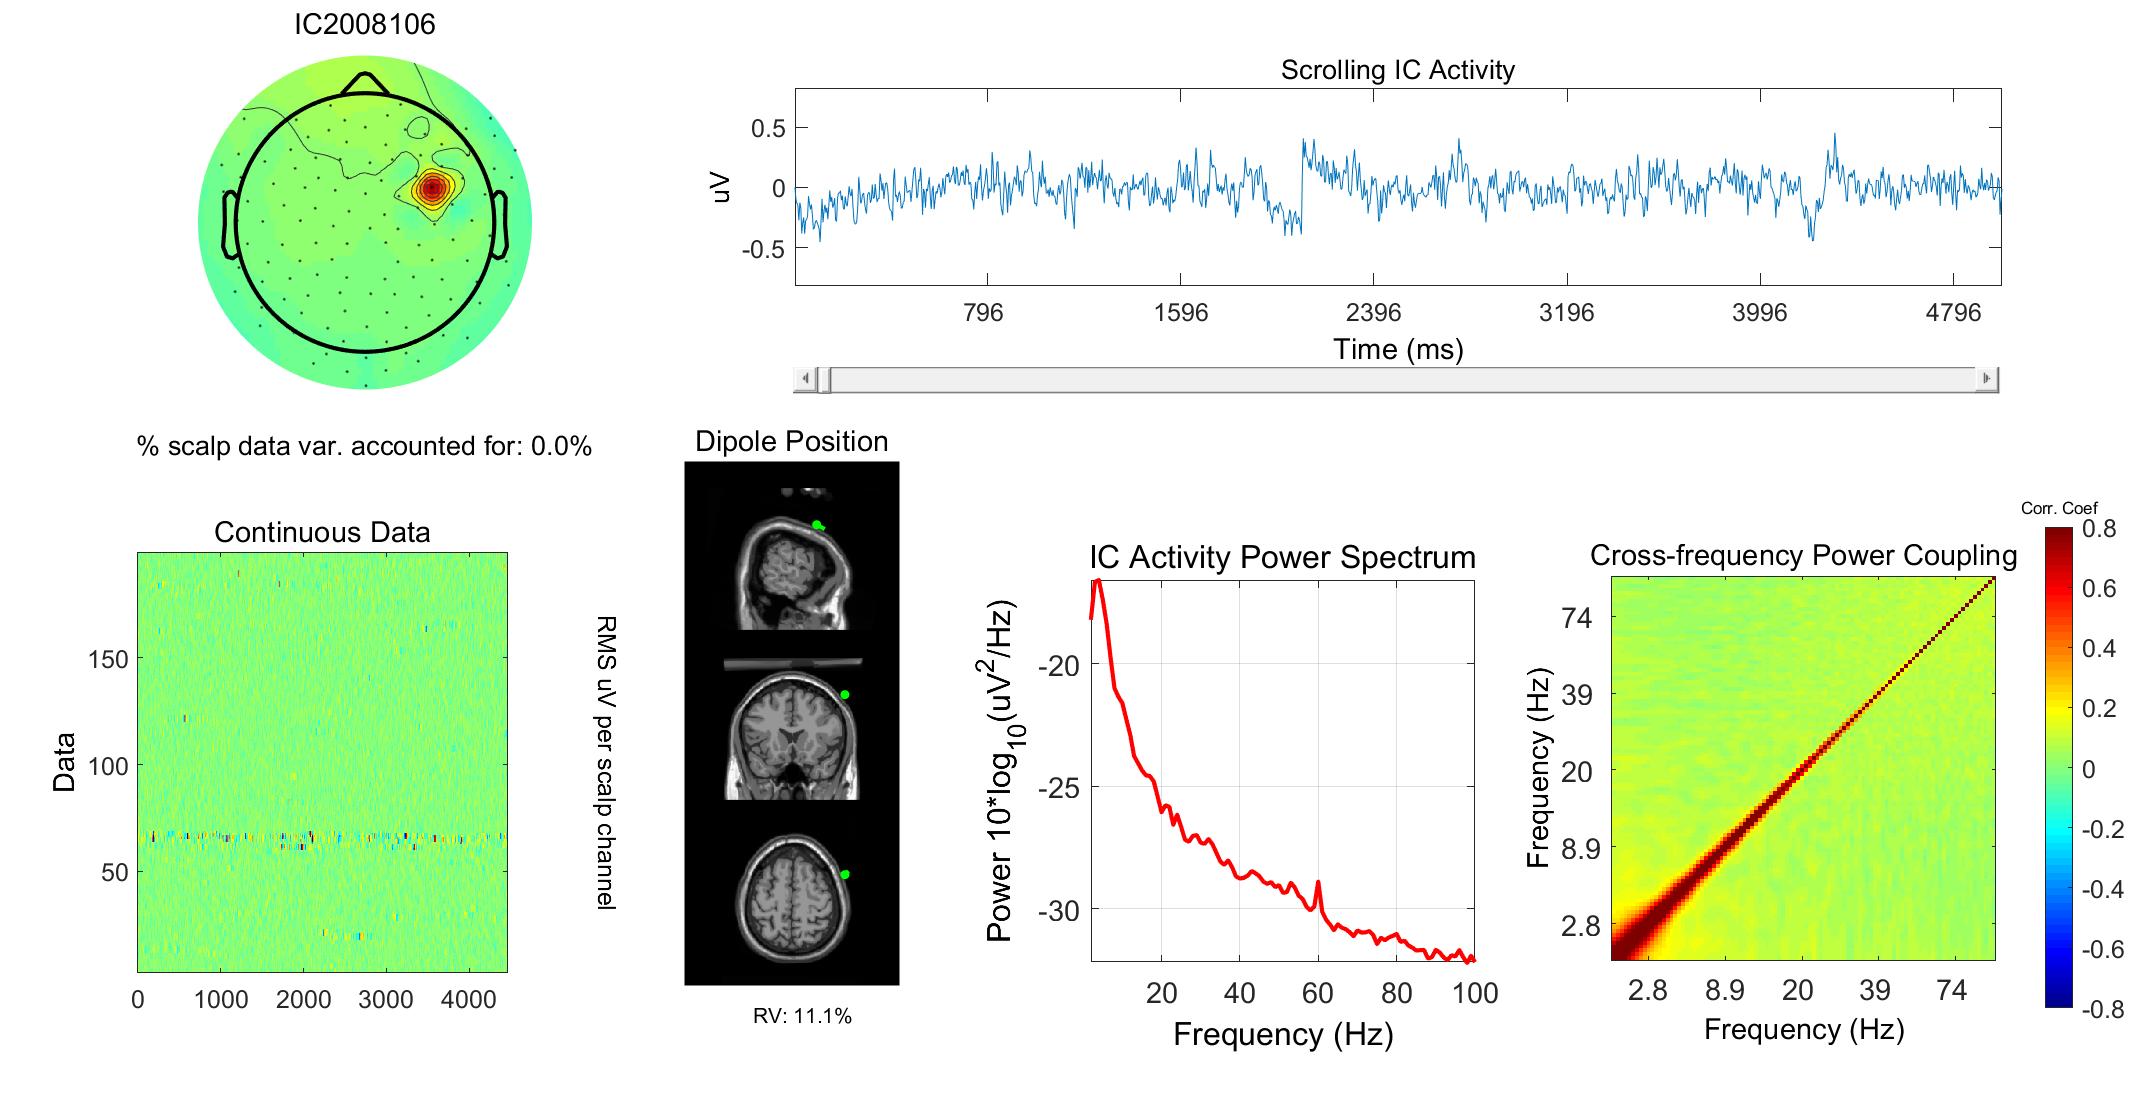 IC2008106
Scrolling IC Activity
uV
0.5
0
-0.5
796
1596
2396
3196
3996
4796
Time (ms)
% scalp data var. accounted for: 0.0%
Continuous Data
Data
150
100
50
0
1000
2000
3000
4000
RMS uV per scalp channel
Dipole Position
RV: 11.1%
IC Activity Power Spectrum
Power 10*log10(uV2/Hz)
-20
-25
-30
20
40
60
80
100
Frequency (Hz)
Cross-frequency Power Coupling
Frequency (Hz)
74
39
20
8.9
2.8
2.8
8.9
20
39
74
Frequency (Hz)
Corr. Coef
0.8
0.6
0.4
0.2
0
-0.2
-0.4
-0.6
-0.8